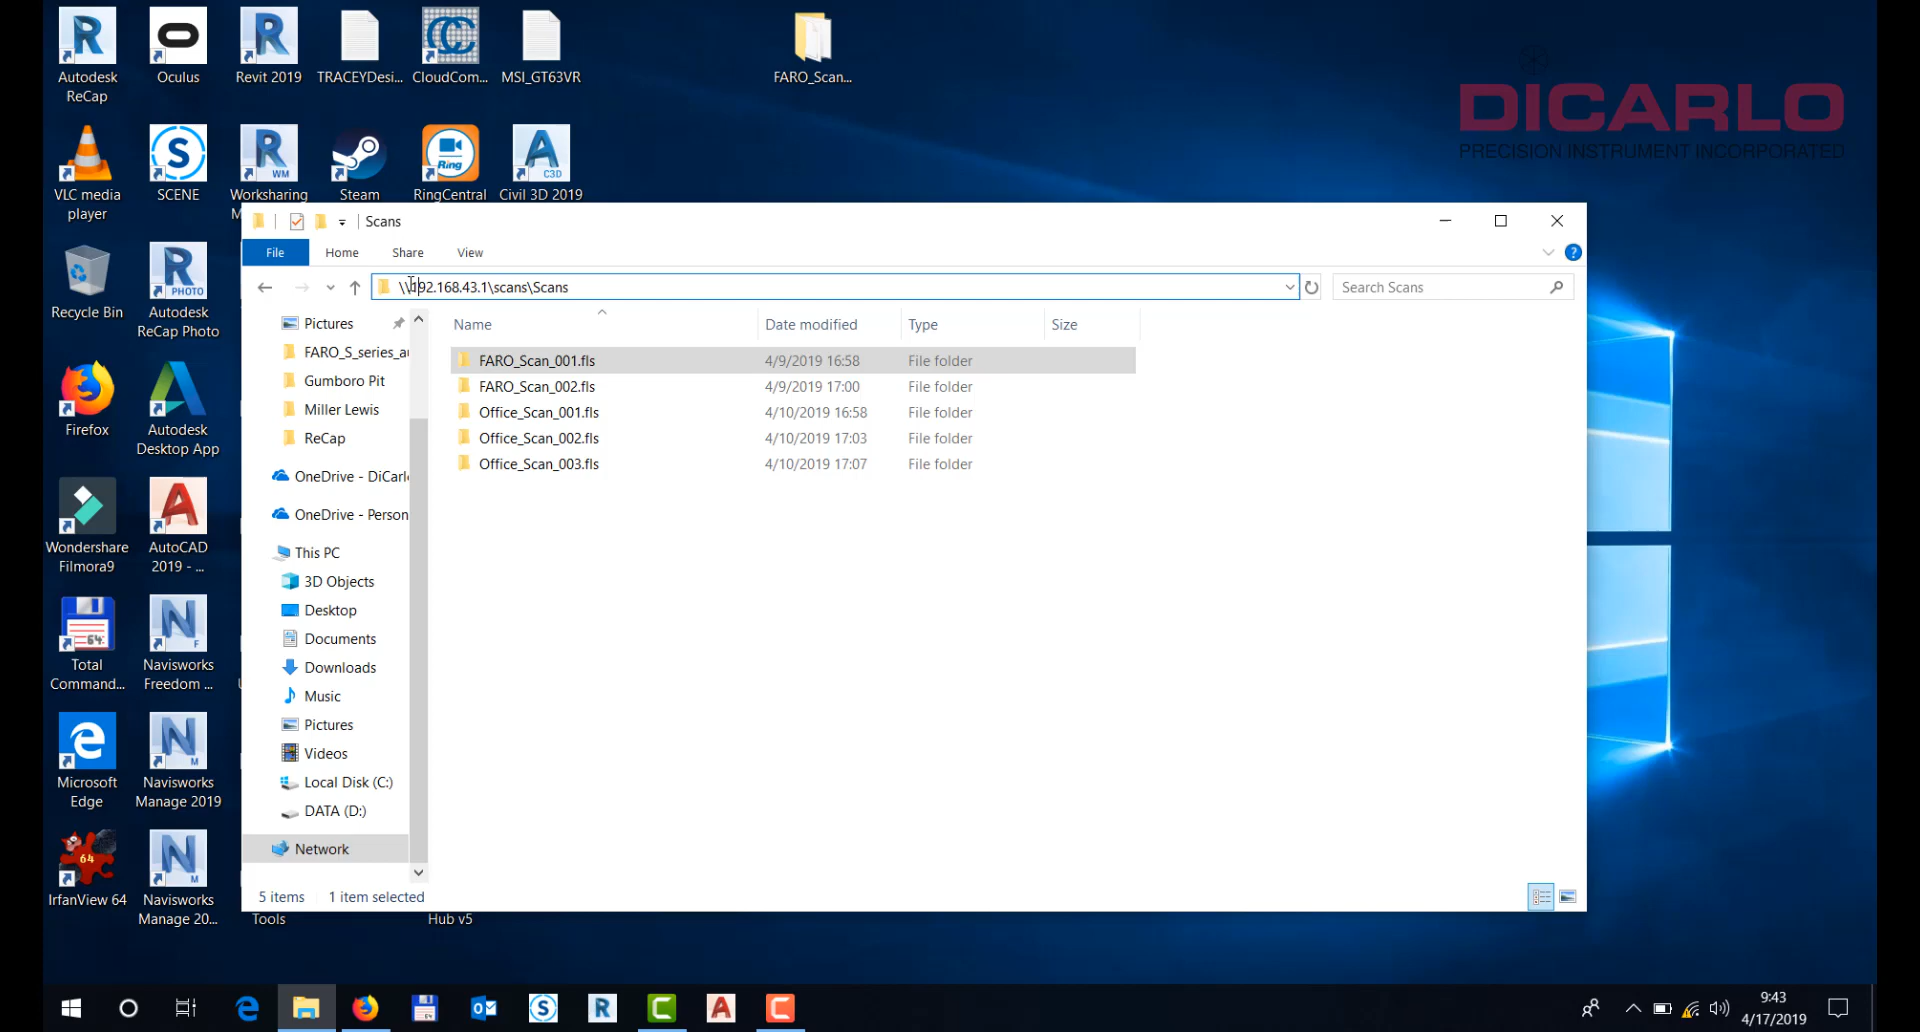 Autodesk
ReCap
Oculus
Revit 2019
TRACEYDesi...
CloudCom...
MSI_GT63VR
FARO_Scan...
DICARLO
PRECISION INSTRUMENT INCORPORATED
VLC media
player
SCENE
WM
Worksharing
Steam
Ring
RingCentral
C3D
Civil 3D 2019
Scans
File
Home
Share
View
\\192.168.43.1\scans\Scans
Search Scans
Recycle Bin
PHOTO
Autodesk
ReCap Photo
Firefox
Autodesk
Desktop App
Wondershare
Filmora9
AutoCAD
2019 - ...
64
Total
Command...
Navisworks
Freedom ...
Microsoft
Edge
Navisworks
Manage 2019
64
IrfanView 64
Navisworks
Manage 20...
Tools
Hub v5
Pictures
FARO_S_series_au
Gumboro Pit
Miller Lewis
ReCap
OneDrive - DiCarl
OneDrive - Person
This PC
3D Objects
Desktop
Documents
Downloads
Music
Pictures
Videos
Local Disk (C:)
DATA (D:)
Network
Name
Date modified
Type
Size
FARO_Scan_001.fls
4/9/2019 16:58
File folder
FARO_Scan_002.fls
4/9/2019 17:00
File folder
Office_Scan_001.fls
4/10/2019 16:58
File folder
Office_Scan_002.fls
4/10/2019 17:03
File folder
Office_Scan_003.fls
4/10/2019 17:07
File folder
5 items
1 item selected
9:43
4/17/2019